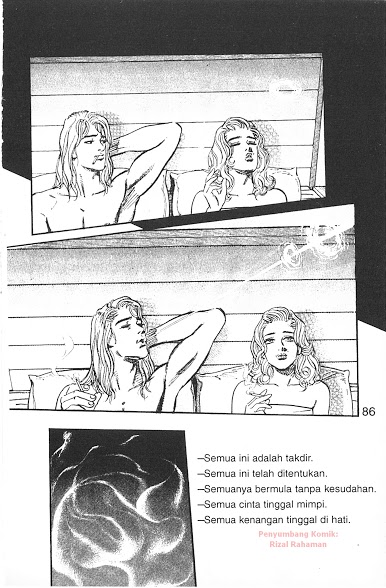 86
—Semua ini adalah takdir.
—Semua ini telah ditentukan.
—Semuanya bermula tanpa kesudahan.
—Semua cinta tinggal mimpi.
—Semua kenangan tinggal di hati.
Penyumbang Komik:
Rizal Rahaman